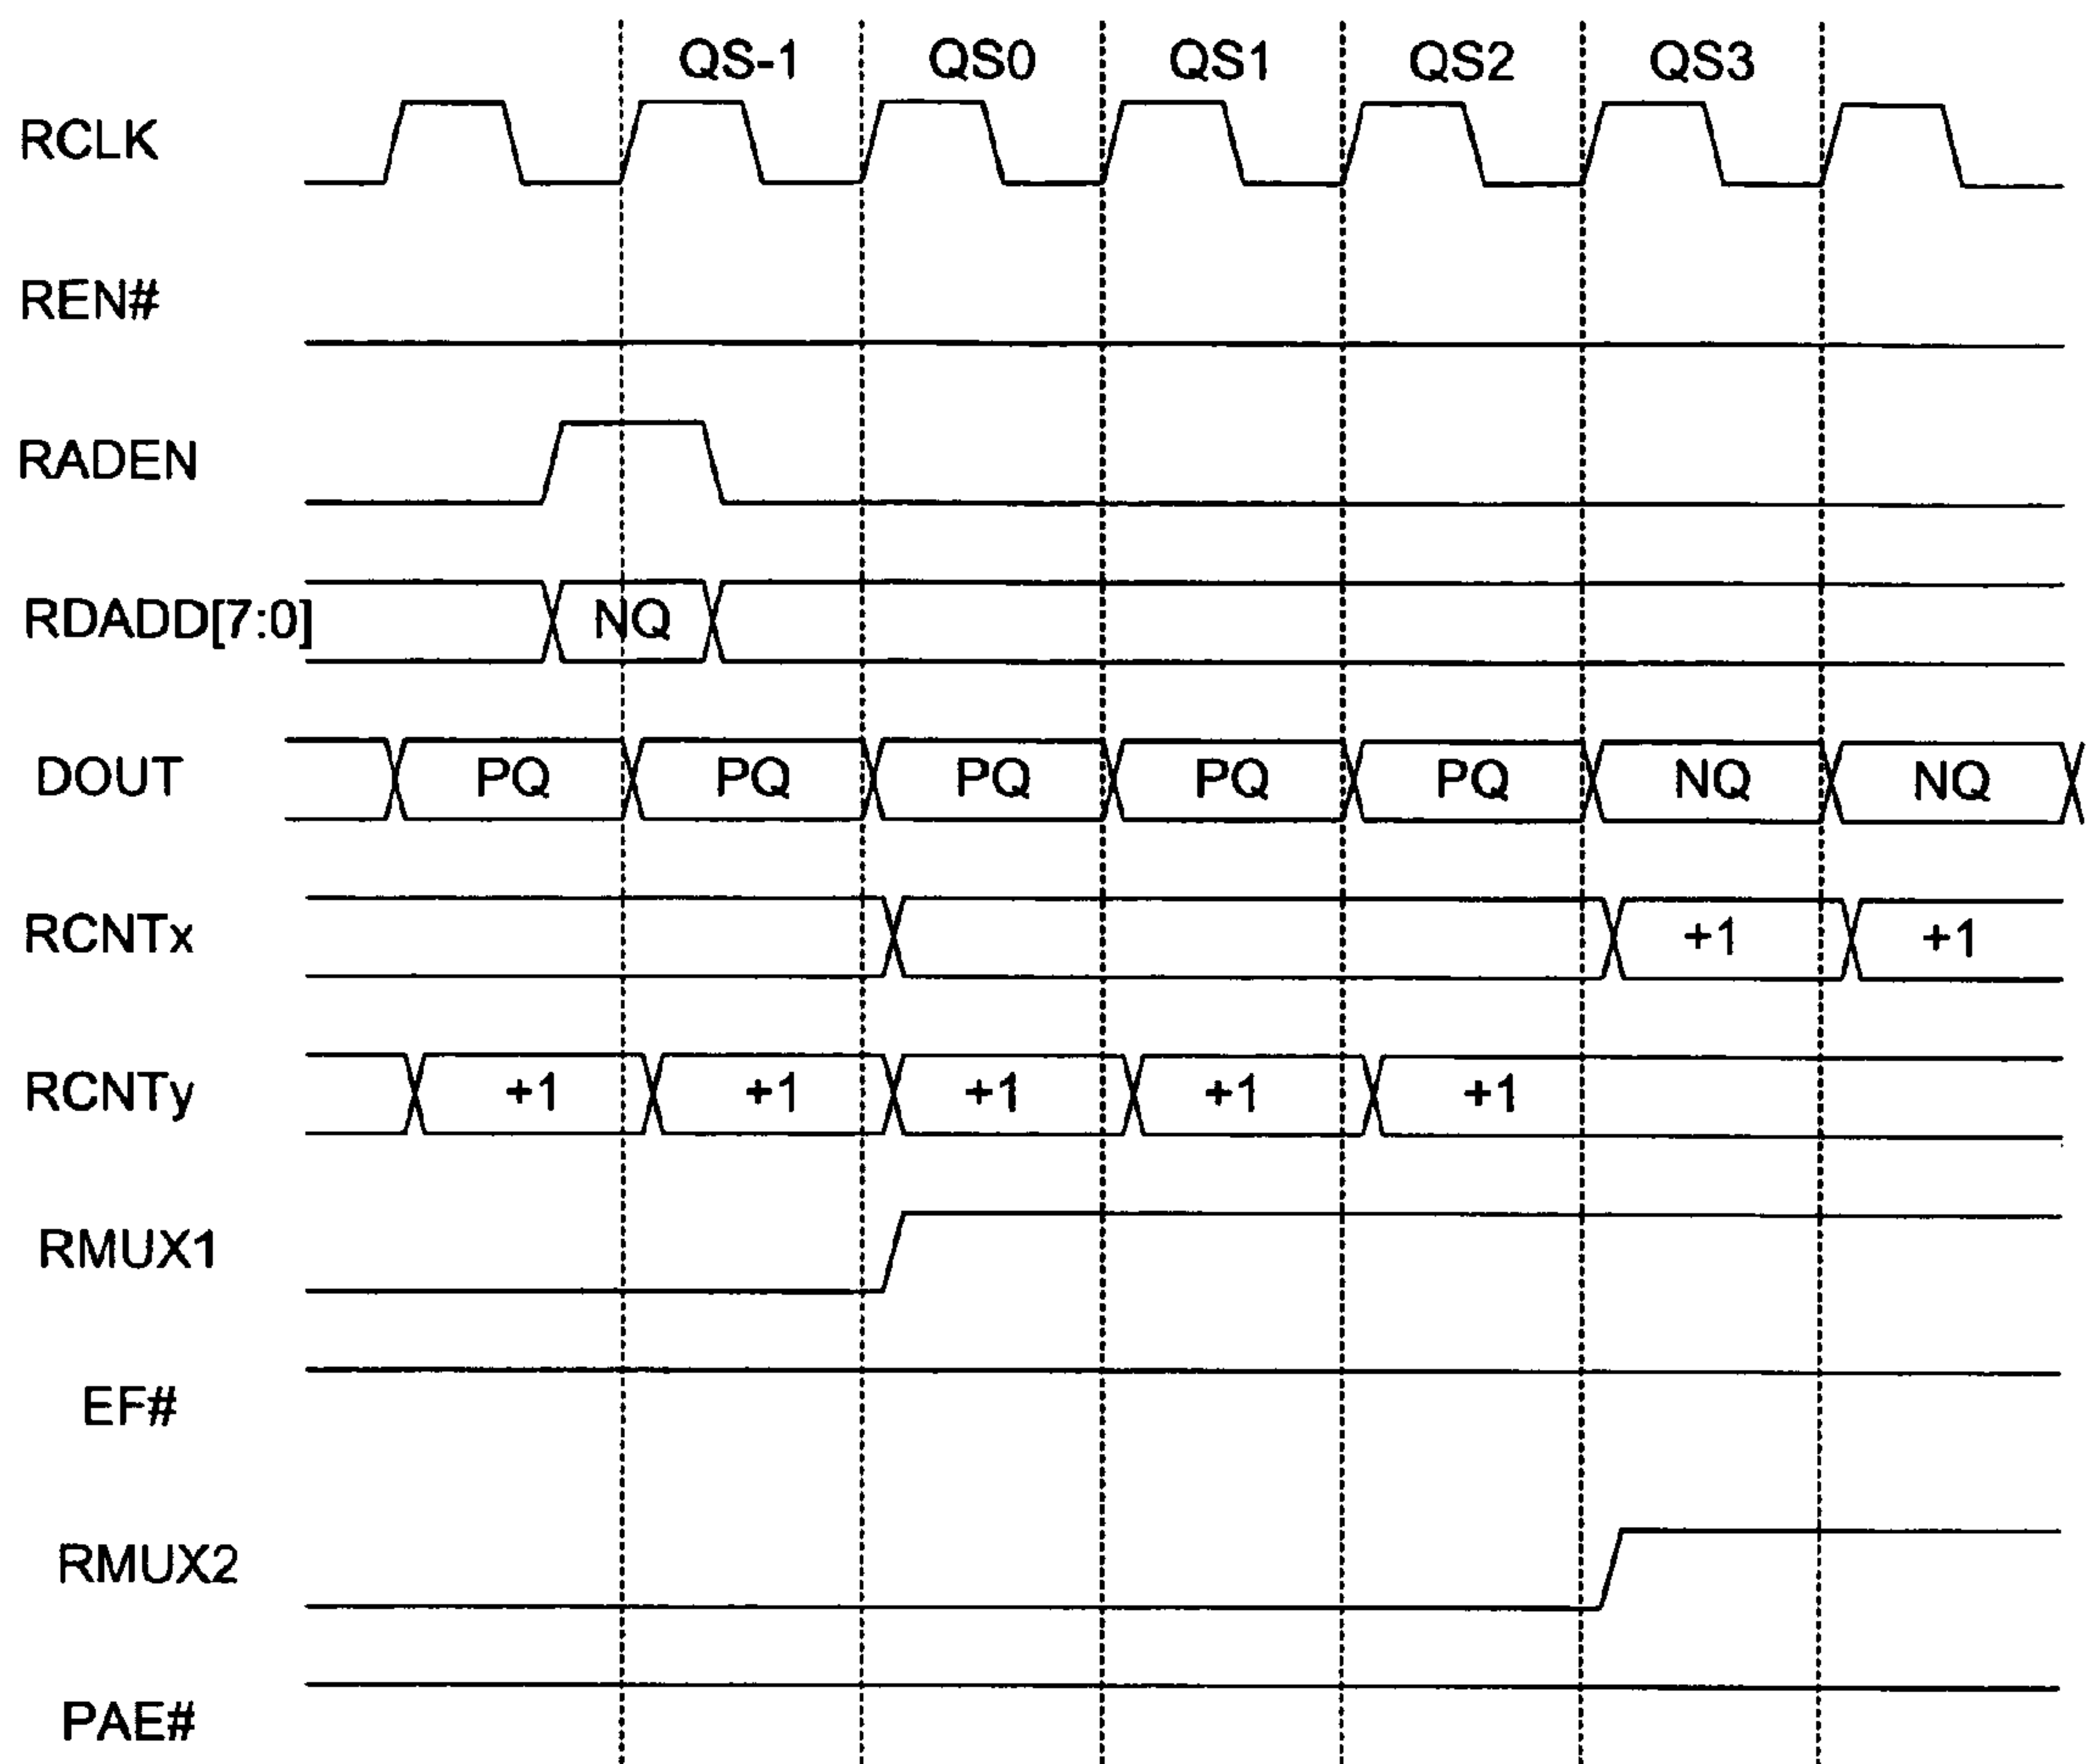 QS-1 QS0 QS1 QS2 QS3
RCLK
REN#
RADEN
RDADD[7:0] NQ
DOUT PQ PQ PQ PQ PQ NQ NQ
RCNTx +1 +1
RCNTy +1 +1 +1 +1 +1
RMUX1
EF#
RMUX2
PAE#